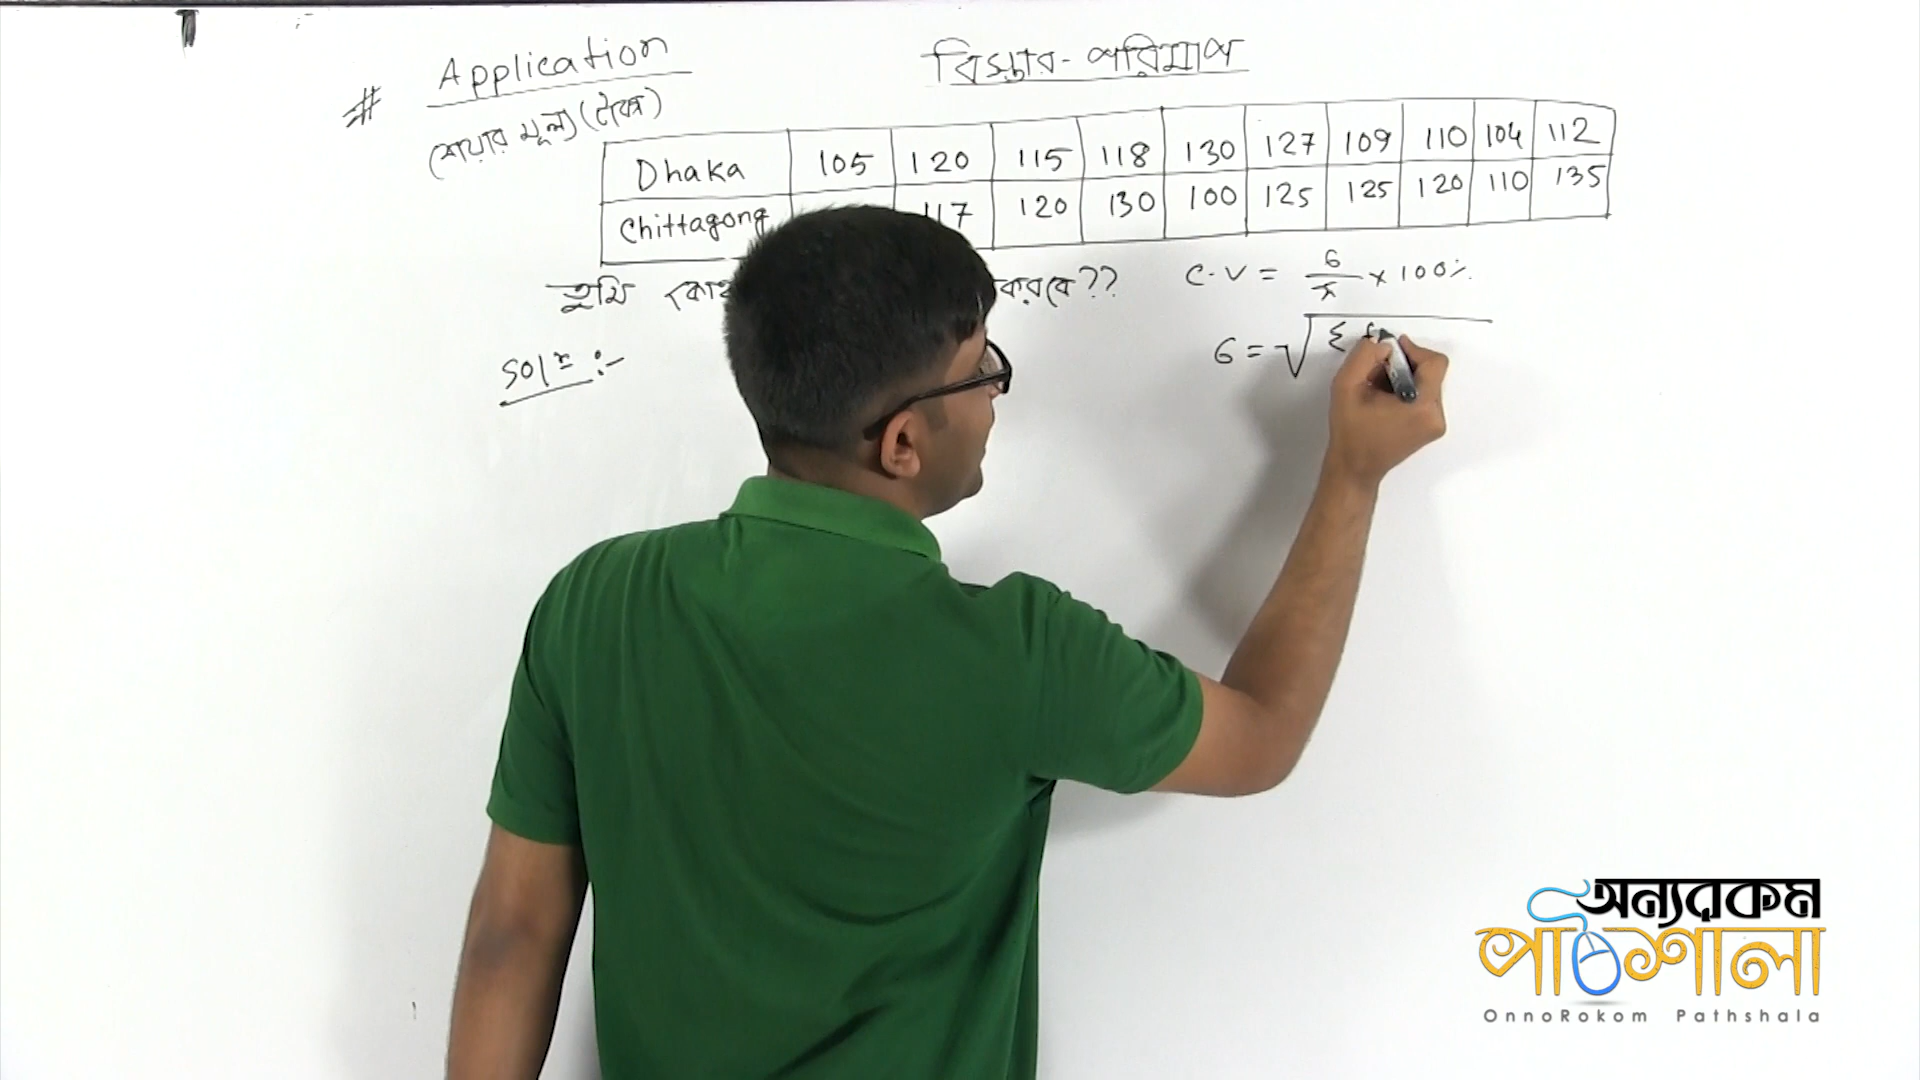 Application
বিস্তার-পরিমাপ
# শেয়ার মূল্য (টাকা)
Dhaka 105 120 115 118 130 127 109 110 104 112
Chittagong 117 120 130 100 125 125 120 110 135
তুমি করবে??
C.V = σ/x̄ × 100%
Solⁿ :-
σ = √Σ f
অন্যরকম
পাঠশালা
OnnoRokom Pathshala